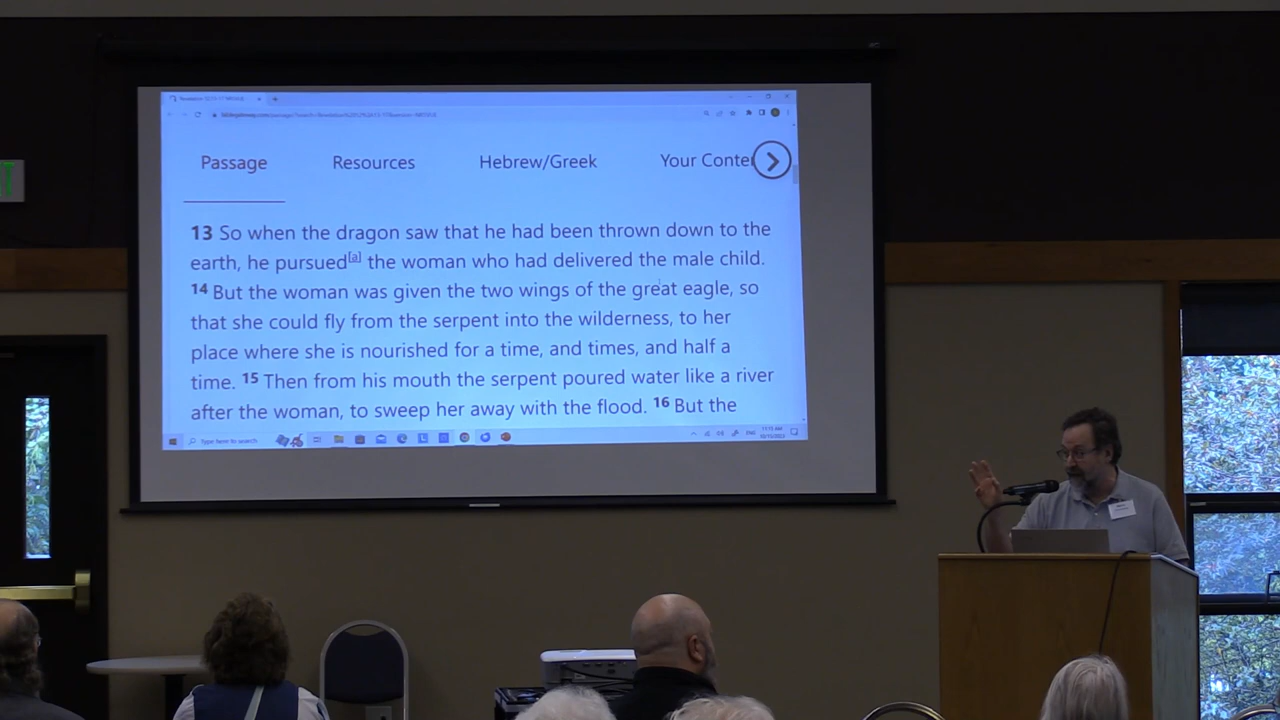 Passage Resources Hebrew/Greek Your Conte
13 So when the dragon saw that he had been thrown down to the
earth, he pursued[a] the woman who had delivered the male child.
14 But the woman was given the two wings of the great eagle, so
that she could fly from the serpent into the wilderness, to her
place where she is nourished for a time, and times, and half a
time. 15 Then from his mouth the serpent poured water like a river
after the woman, to sweep her away with the flood. 16 But the
Type here to search